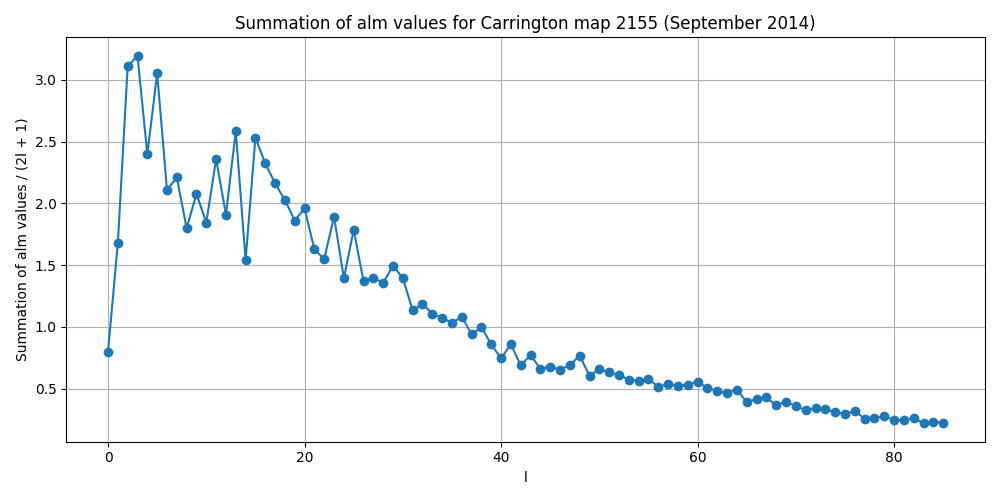 Summation of alm values for Carrington map 2155 (September 2014)
Summation of alm values / (2l + 1)
3.0
2.5
2.0
1.5
1.0
0.5
0 20 40 60 80
l